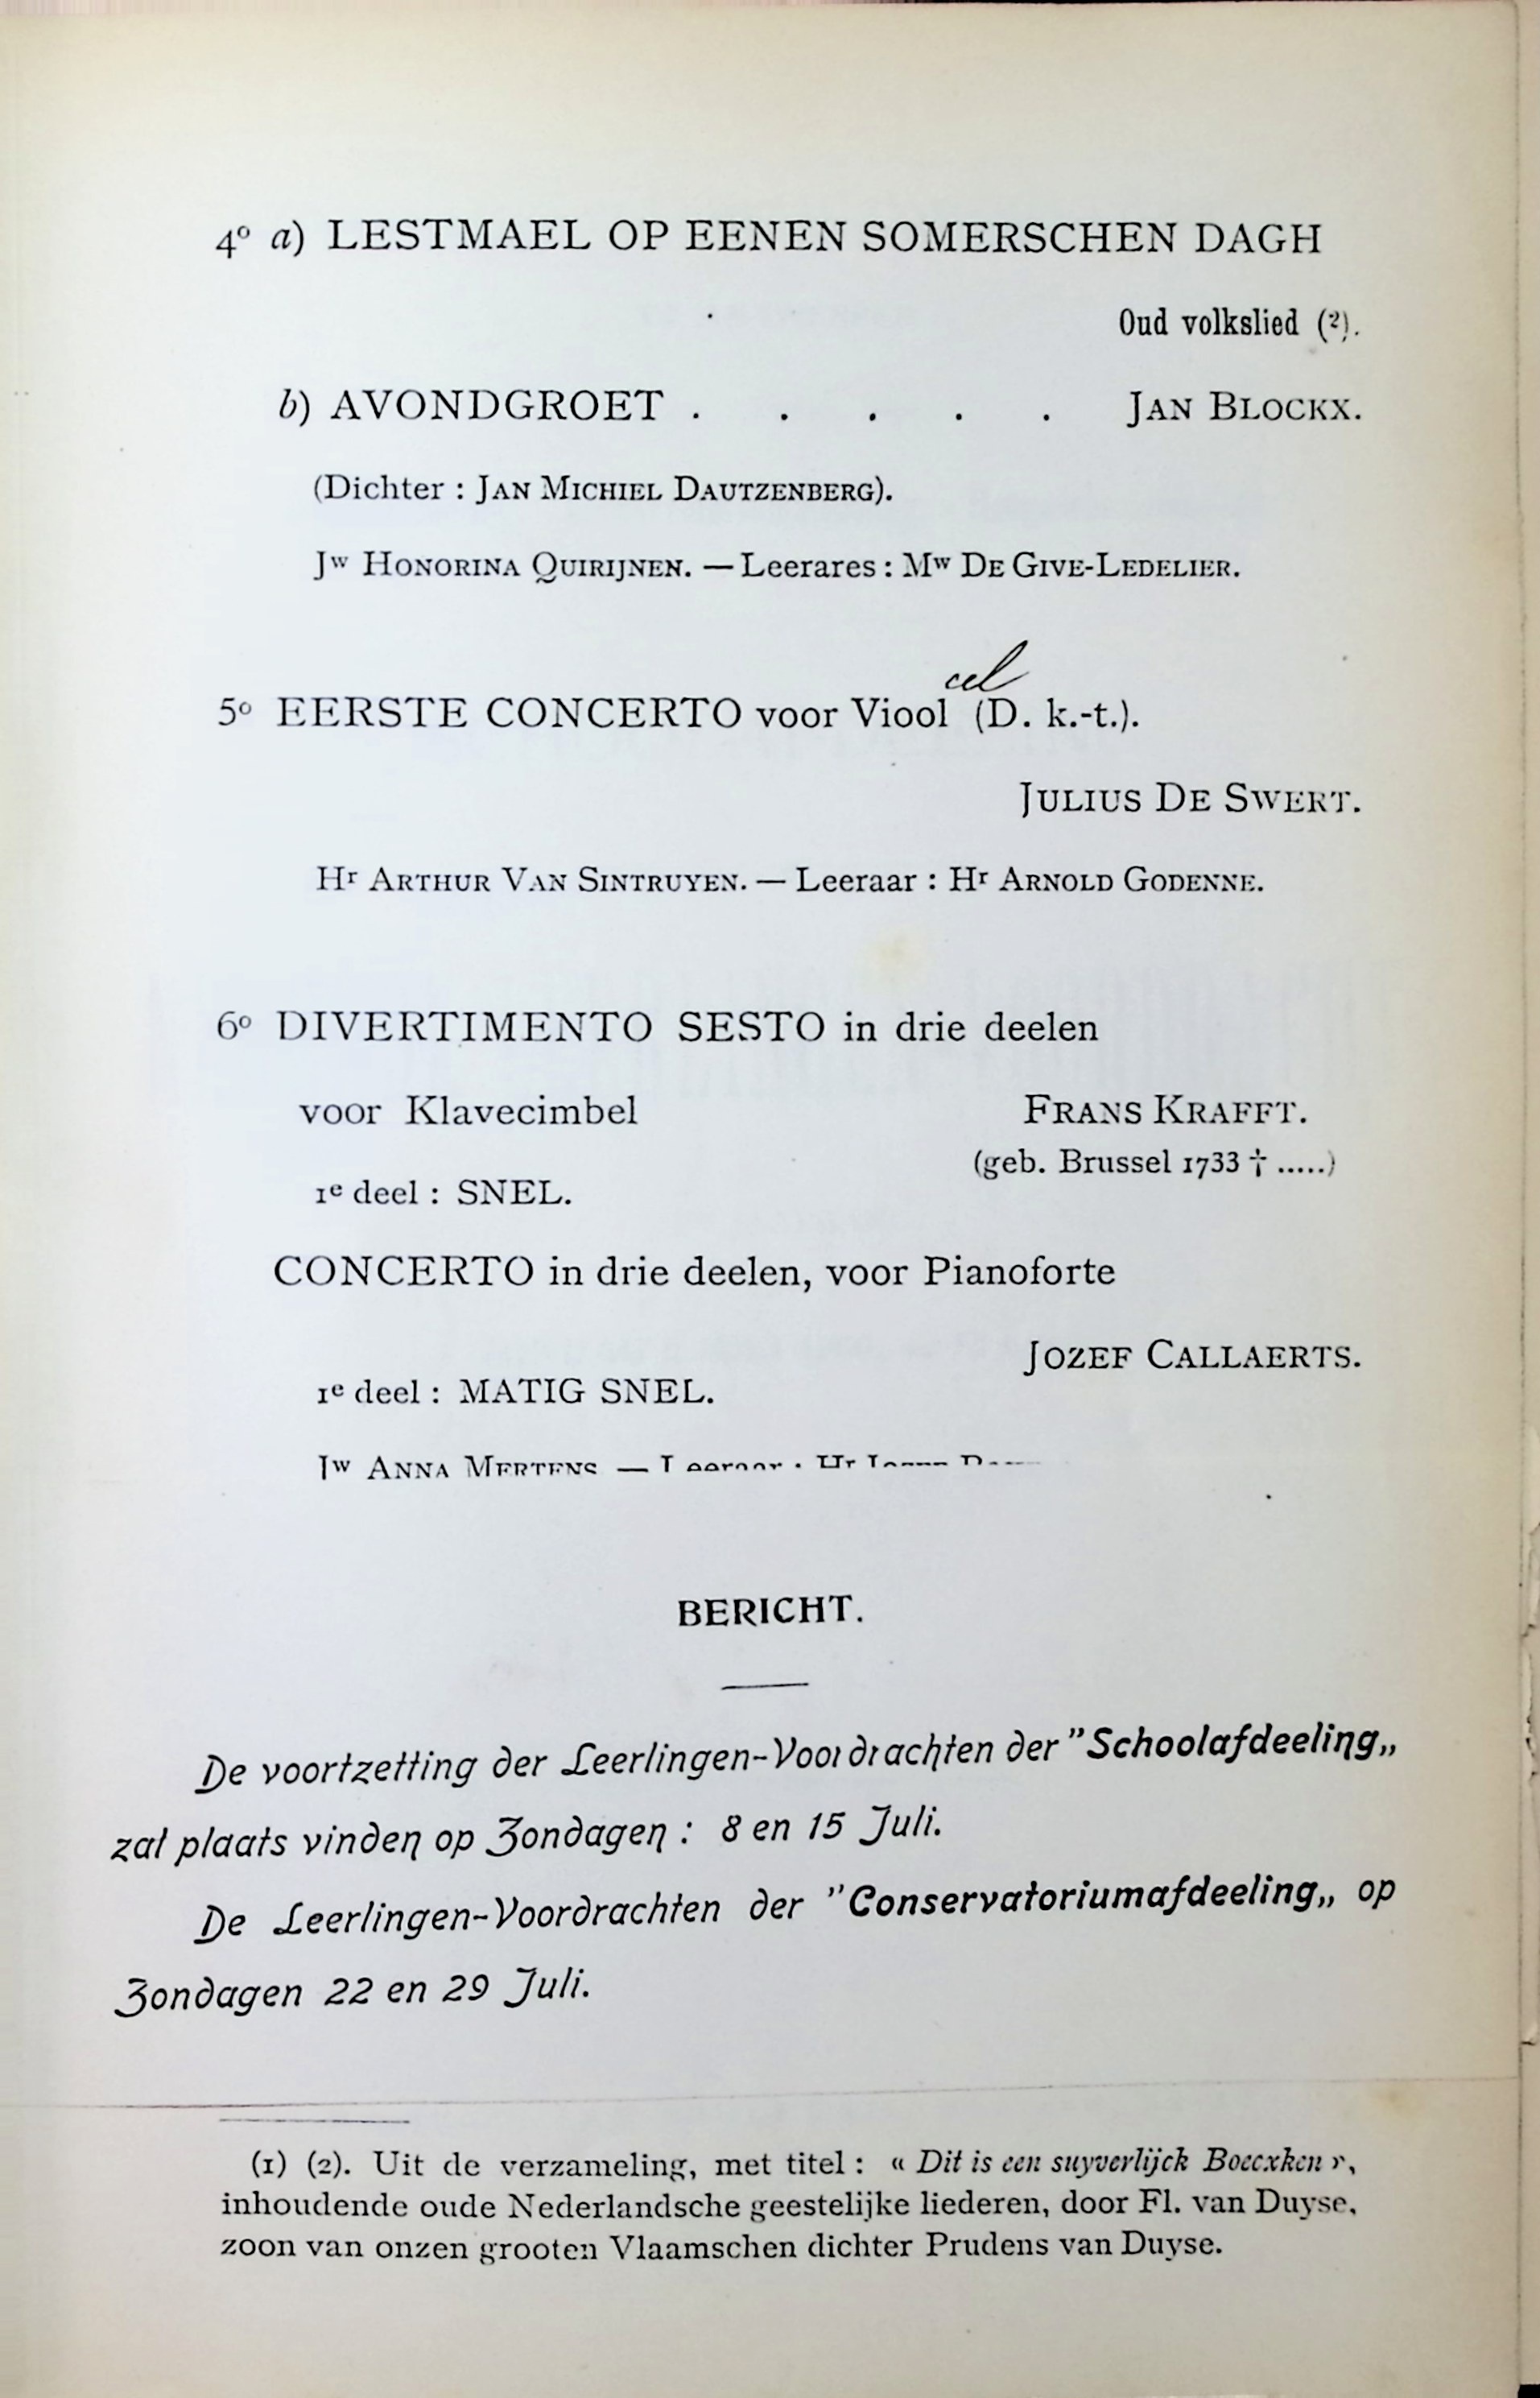 4º a) LESTMAEL OP EENEN SOMERSCHEN DAGH
Oud volkslied (2).
b) AVONDGROET . . . . . JAN BLOCKX.
(Dichter : JAN MICHIEL DAUTZENBERG).
Jw HONORINA QUIRIJNEN. — Leerares : Mw DE GIVE-LEDELIER.
cel
5º EERSTE CONCERTO voor Viool (D. k.-t.).
JULIUS DE SWERT.
Hr ARTHUR VAN SINTRUYEN. — Leeraar : Hr ARNOLD GODENNE.
6º DIVERTIMENTO SESTO in drie deelen
voor Klavecimbel FRANS KRAFFT.
(geb. Brussel 1733 † .....)
1e deel : SNEL.
CONCERTO in drie deelen, voor Pianoforte
JOZEF CALLAERTS.
1e deel : MATIG SNEL.
Jw ANNA MERTENS — Leeraar : Hr
BERICHT.
De voortzetting der Leerlingen-Voordrachten der "Schoolafdeeling„
zal plaats vinden op Zondagen : 8 en 15 Juli.
De Leerlingen-Voordrachten der "Conservatoriumafdeeling„ op
Zondagen 22 en 29 Juli.
(1) (2). Uit de verzameling, met titel : « Dit is een suyverlijck Boecxken »,
inhoudende oude Nederlandsche geestelijke liederen, door Fl. van Duyse,
zoon van onzen grooten Vlaamschen dichter Prudens van Duyse.